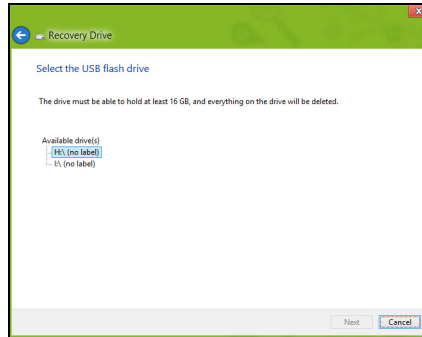 Recovery Drive
Select the USB flash drive
The drive must be able to hold at least 16 GB, and everything on the drive will be deleted.
Available drive(s)
H:\ (no label)
I:\ (no label)
Next Cancel